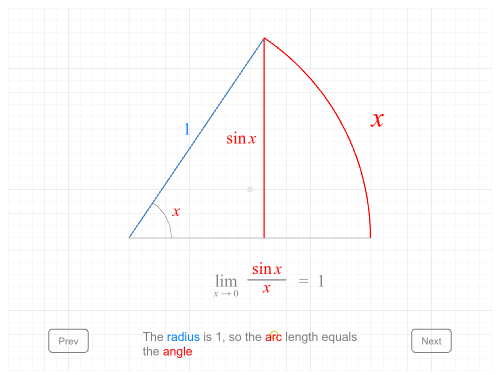 1
sin x
x
x
lim x → 0 sin x / x = 1
Prev
The radius is 1, so the arc length equals
the angle
Next